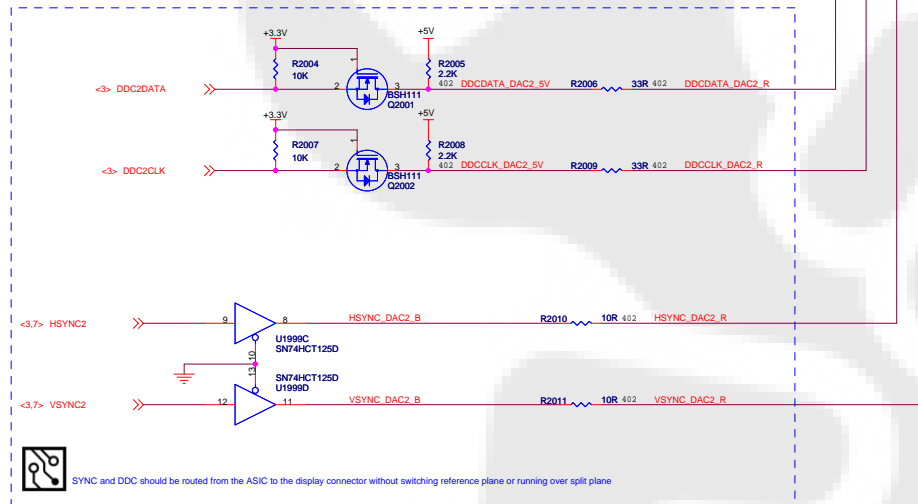 +3.3V
+5V
R2004
10K
R2005
2.2K
402
1
2
3
<3> DDC2DATA
BSH111
Q2001
DDCDATA_DAC2_5V
R2006
33R 402
DDCDATA_DAC2_R
+3.3V
+5V
R2007
10K
R2008
2.2K
402
1
2
3
<3> DDC2CLK
BSH111
Q2002
DDCCLK_DAC2_5V
R2009
33R 402
DDCCLK_DAC2_R
<3,7> HSYNC2
9
8
HSYNC_DAC2_B
R2010
10R 402
HSYNC_DAC2_R
U1999C
SN74HCT125D
10
13
SN74HCT125D
U1999D
<3,7> VSYNC2
12
11
VSYNC_DAC2_B
R2011
10R 402
VSYNC_DAC2_R
SYNC and DDC should be routed from the ASIC to the display connector without switching reference plane or running over split plane